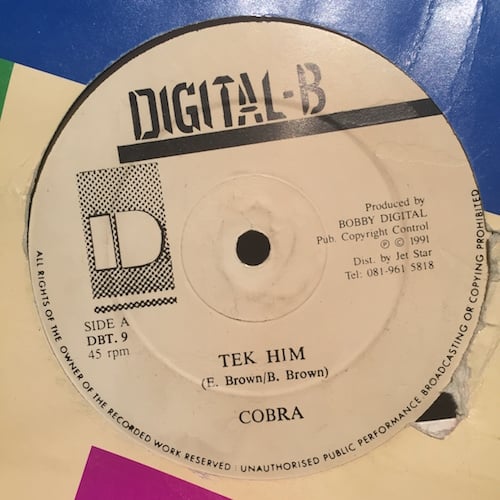 DIGITAL-B
D
Produced by
BOBBY DIGITAL
Pub. Copyright Control
℗ © 1991
Dist. by Jet Star
Tel: 081-961 5818
SIDE A
DBT. 9
45 rpm
TEK HIM
(E. Brown/B. Brown)
COBRA
ALL RIGHTS OF THE OWNER OF THE RECORDED WORK RESERVED | UNAUTHORISED PUBLIC PERFORMANCE BROADCASTING OR COPYING PROHIBITED